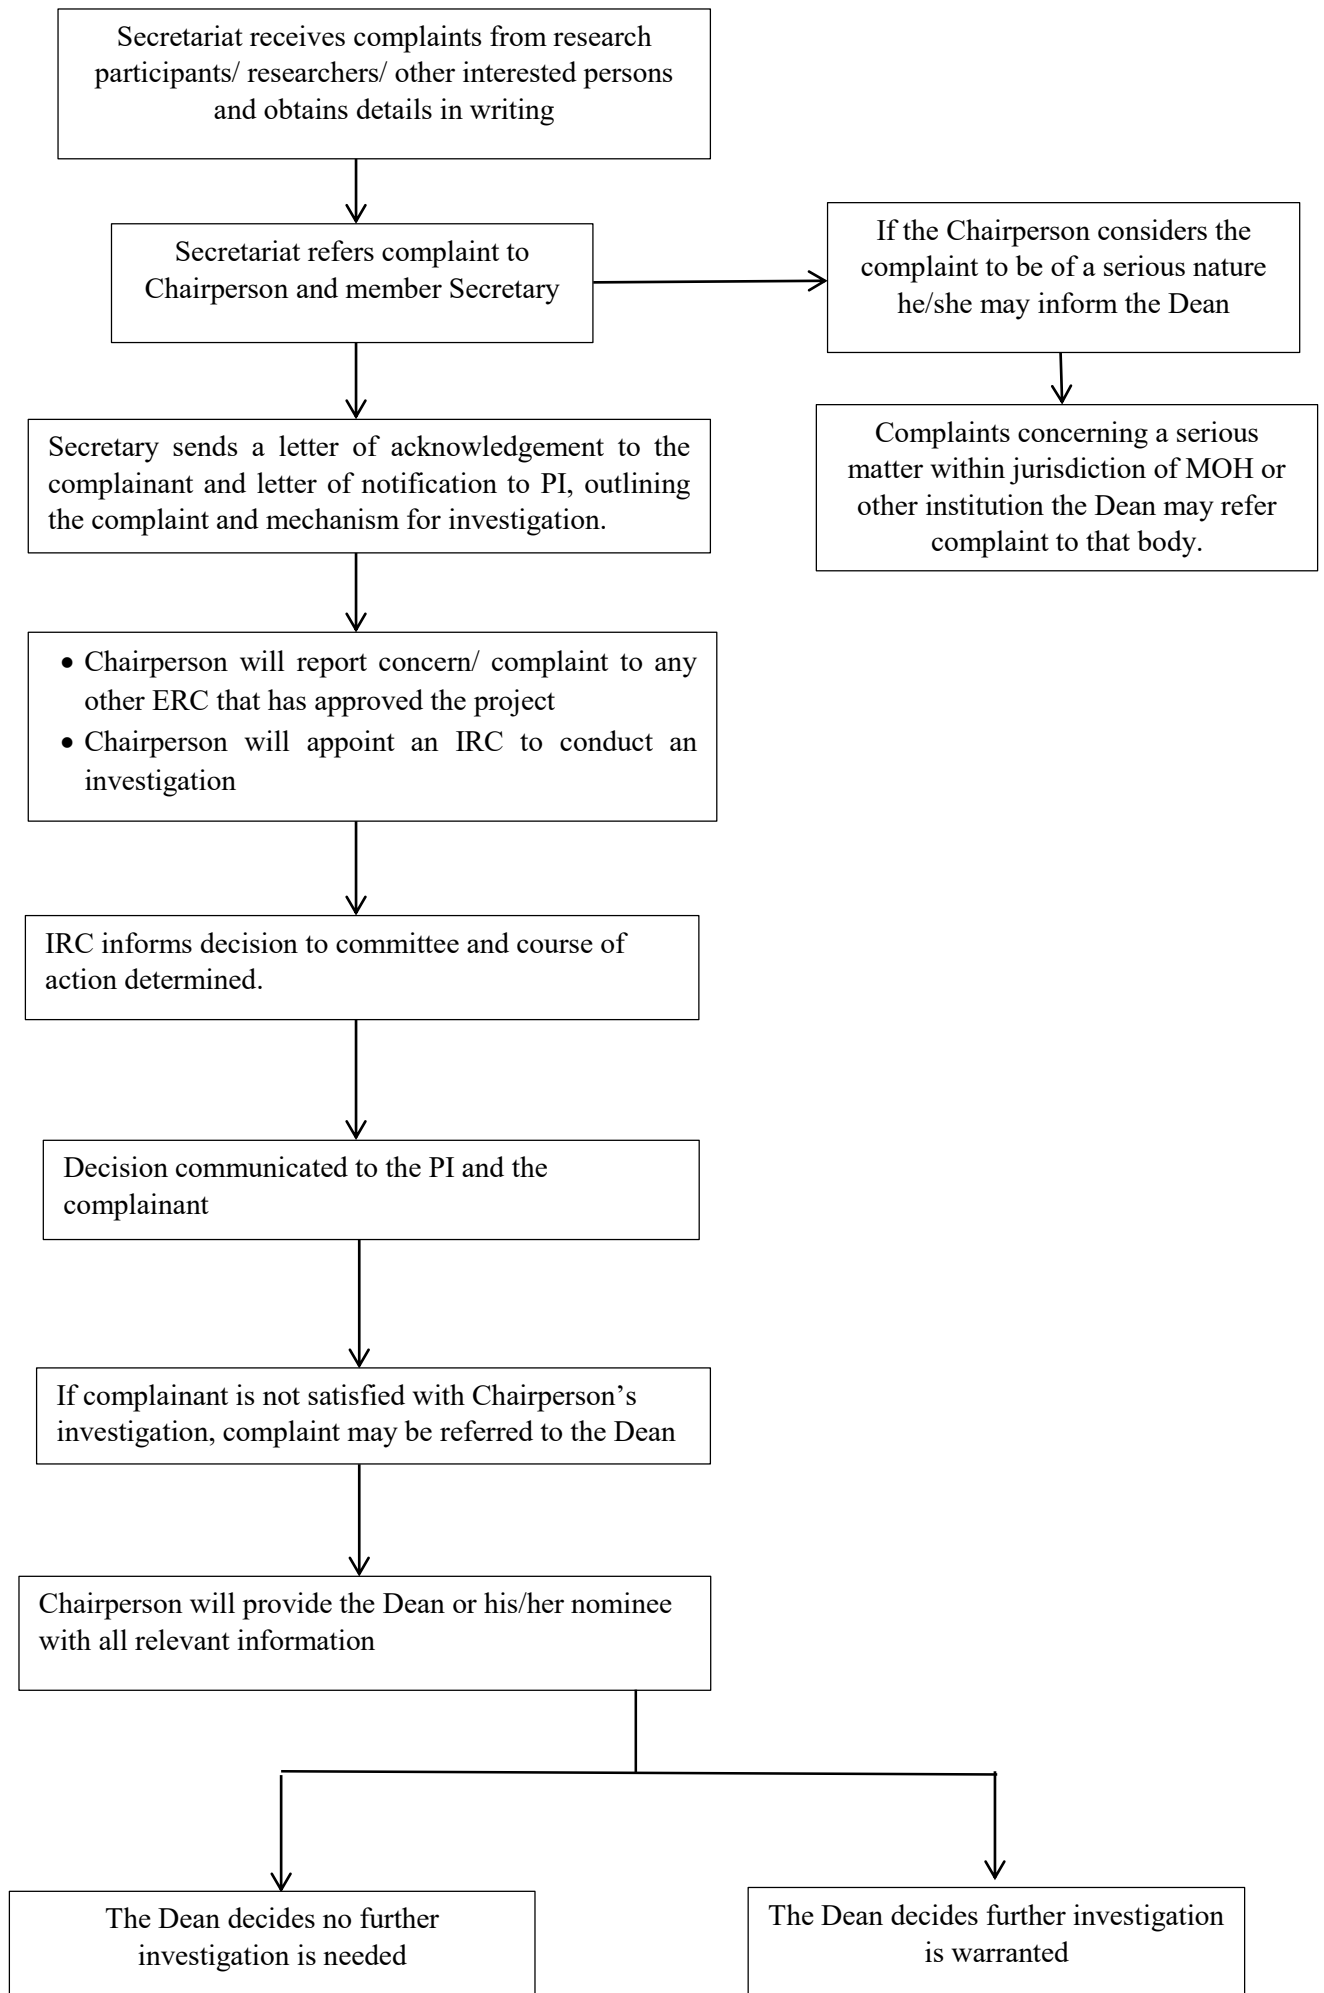 Secretariat receives complaints from research
participants/ researchers/ other interested persons
and obtains details in writing
Secretariat refers complaint to
Chairperson and member Secretary
If the Chairperson considers the
complaint to be of a serious nature
he/she may inform the Dean
Complaints concerning a serious
matter within jurisdiction of MOH or
other institution the Dean may refer
complaint to that body.
Secretary sends a letter of acknowledgement to the
complainant and letter of notification to PI, outlining
the complaint and mechanism for investigation.
• Chairperson will report concern/ complaint to any
other ERC that has approved the project
• Chairperson will appoint an IRC to conduct an
investigation
IRC informs decision to committee and course of
action determined.
Decision communicated to the PI and the
complainant
If complainant is not satisfied with Chairperson’s
investigation, complaint may be referred to the Dean
Chairperson will provide the Dean or his/her nominee
with all relevant information
The Dean decides no further
investigation is needed
The Dean decides further investigation
is warranted